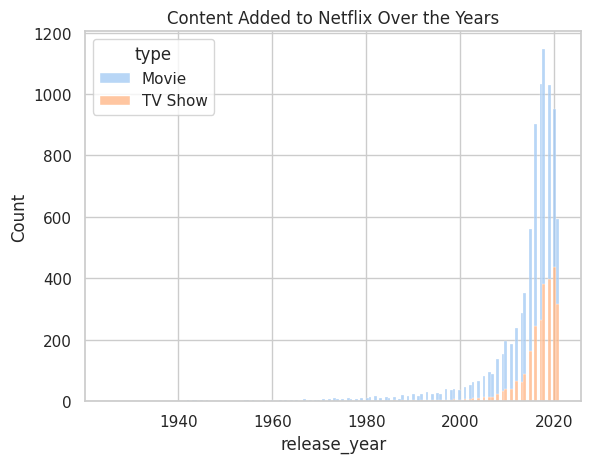 Content Added to Netflix Over the Years
type
Movie
TV Show
Count
1200
1000
800
600
400
200
0
1940
1960
1980
2000
2020
release_year